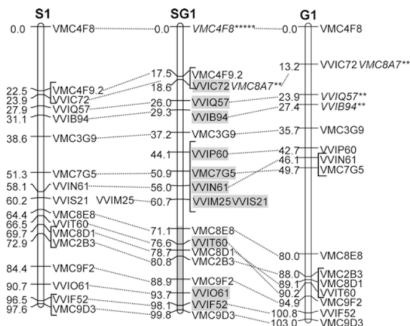 S1 SG1 G1
0.0 VMC4F8 0.0 VMC4F8***** 0.0 VMC4F8
13.2 VVIC72 VMC8A7**
17.5 VMC4F9.2
18.6 VVIC72 VMC8A7**
22.5 VMC4F9.2
23.9 VVIC72 26.0 VVIQ57 23.9 VVIQ57**
27.9 VVIQ57 29.3 VVIB94 27.4 VVIB94**
31.1 VVIB94
38.6 VMC3G9 37.2 VMC3G9 35.7 VMC3G9
44.1 VVIP60 42.7 VVIP60
46.1 VVIN61
51.3 VMC7G5 50.9 VMC7G5 49.7 VMC7G5
58.1 VVIN61 56.0 VVIN61
60.2 VVIS21 VVIM25 60.7 VVIM25 VVIS21
64.4 VMC8E8
66.5 VVIT60 71.1 VMC8E8
69.7 VMC8D1 76.6 VVIT60
72.9 VMC2B3 78.7 VMC8D1 80.0 VMC8E8
80.8 VMC2B3
84.4 VMC9F2 88.9 VMC9F2 88.0 VMC2B3
89.1 VMC8D1
90.7 VVIO61 93.7 VVIO61 90.2 VVIT60
94.9 VMC9F2
96.5 VVIF52 98.1 VVIF52 100.8 VVIF52
97.6 VMC9D3 99.8 VMC9D3 103.0 VMC9D3